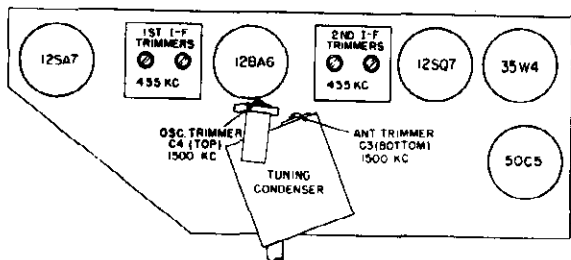 12SA7
1ST I-F
TRIMMERS
455 KC
12BA6
2ND I-F
TRIMMERS
455 KC
12SQ7
35W4
OSC. TRIMMER
C4 (TOP)
1500 KC
ANT TRIMMER
C3(BOTTOM)
1500 KC
TUNING
CONDENSER
50C5